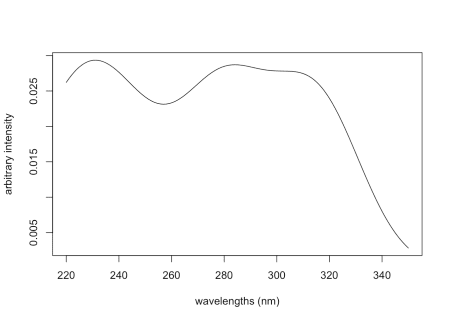 0.025
0.015
0.005
arbitrary intensity
220 240 260 280 300 320 340
wavelengths (nm)